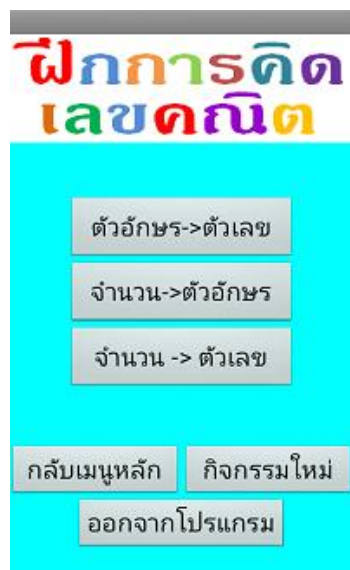 ฝึกการคิด
เลขคณิต
ตัวอักษร->ตัวเลข
จำนวน->ตัวอักษร
จำนวน -> ตัวเลข
กลับเมนูหลัก กิจกรรมใหม่
ออกจากโปรแกรม